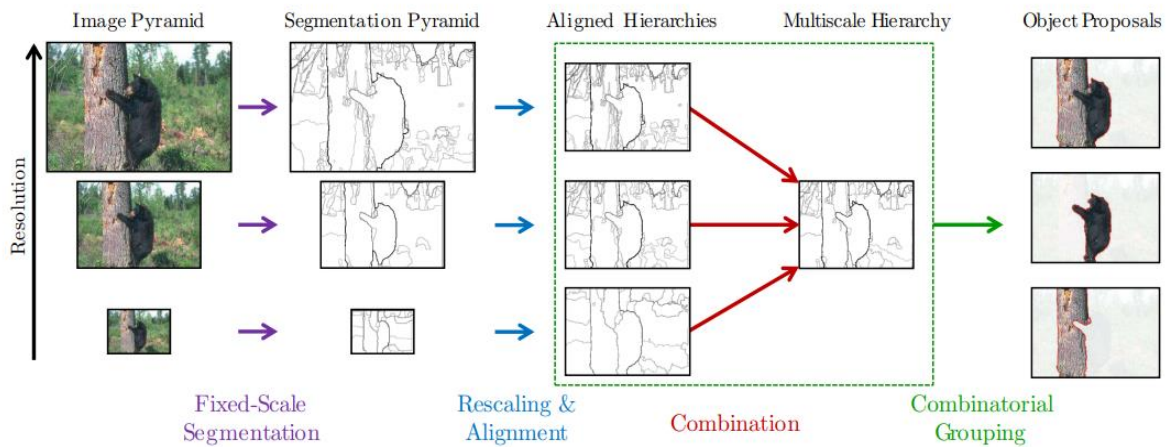 Image Pyramid
Segmentation Pyramid
Aligned Hierarchies
Multiscale Hierarchy
Object Proposals
Resolution
Fixed-Scale
Segmentation
Rescaling &
Alignment
Combination
Combinatorial
Grouping